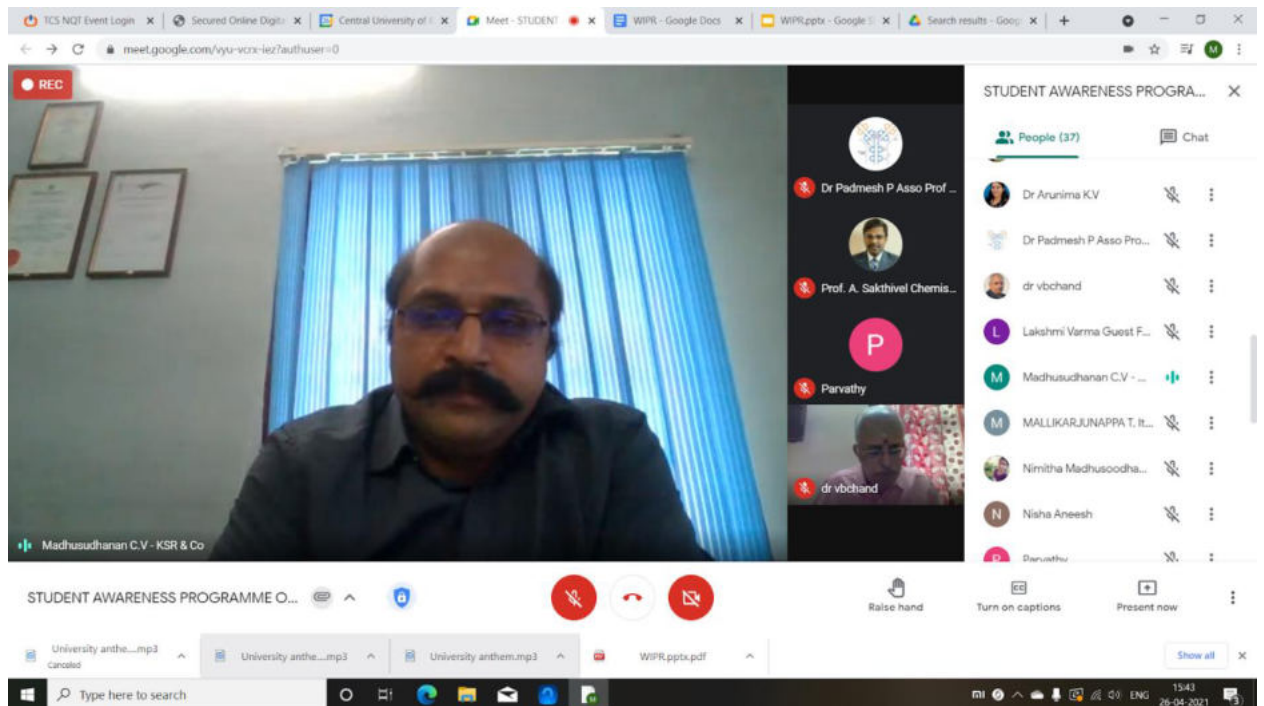 TCS NQT Event Login
Secured Online Digita
Central University of
Meet - STUDENT
WIPR - Google Docs
WIPR.pptx - Google S
Search results - Goog
meet.google.com/vyu-vcrx-iez?authuser=0
M
REC
Dr Padmesh P Asso Prof ...
Prof. A. Sakthivel Chemis...
P
Parvathy
dr vbchand
Madhusudhanan C.V - KSR & Co
STUDENT AWARENESS PROGRA...
People (37)
Chat
Dr Arunima K.V
Dr Padmesh P Asso Pro...
dr vbchand
L
Lakshmi Varma Guest F...
M
Madhusudhanan C.V - ...
M
MALLIKARJUNAPPA T. It...
Nimitha Madhusoodha...
N
Nisha Aneesh
P
Parvathy
STUDENT AWARENESS PROGRAMME O...
Raise hand
CC
Turn on captions
Present now
University anthe....mp3
Canceled
University anthe....mp3
University anthem.mp3
WIPR.pptx.pdf
Show all
Type here to search
ENG
15:43
26-04-2021